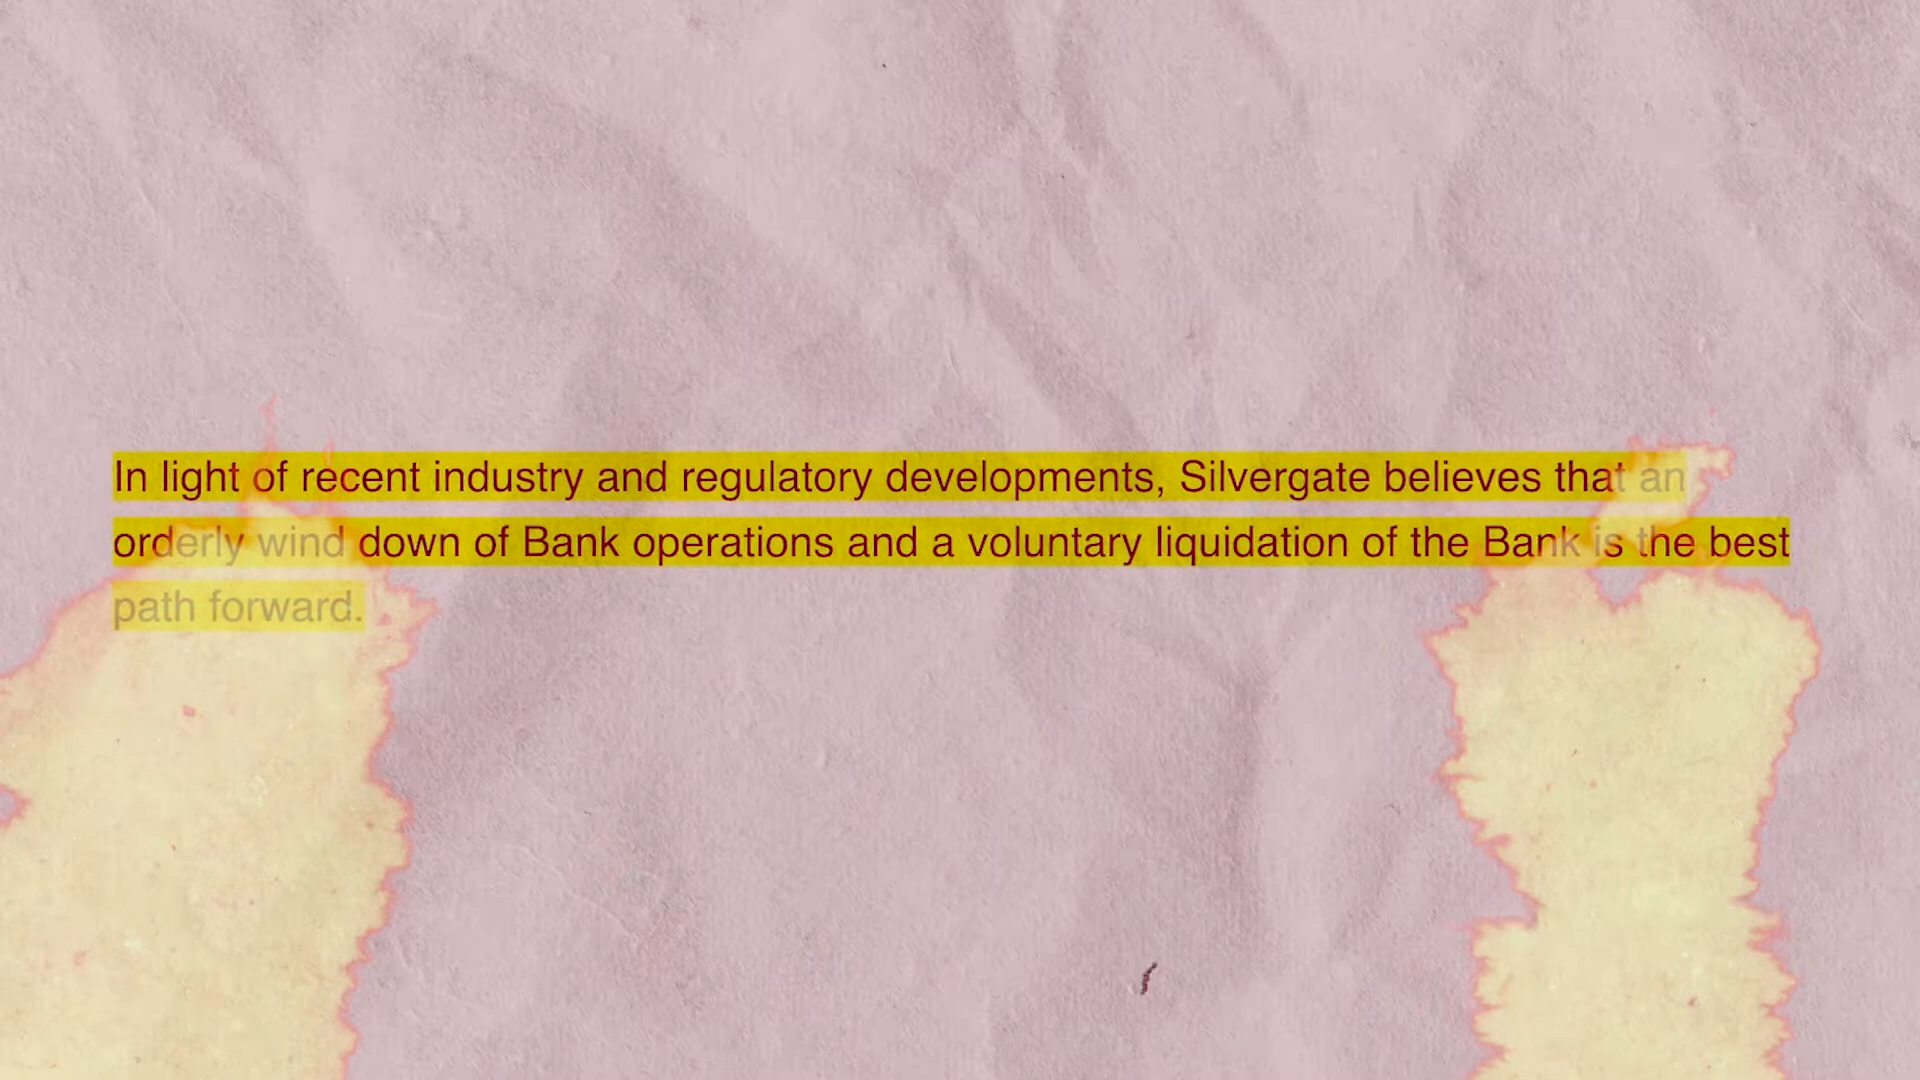 In light of recent industry and regulatory developments, Silvergate believes that an
orderly wind down of Bank operations and a voluntary liquidation of the Bank is the best
path forward.